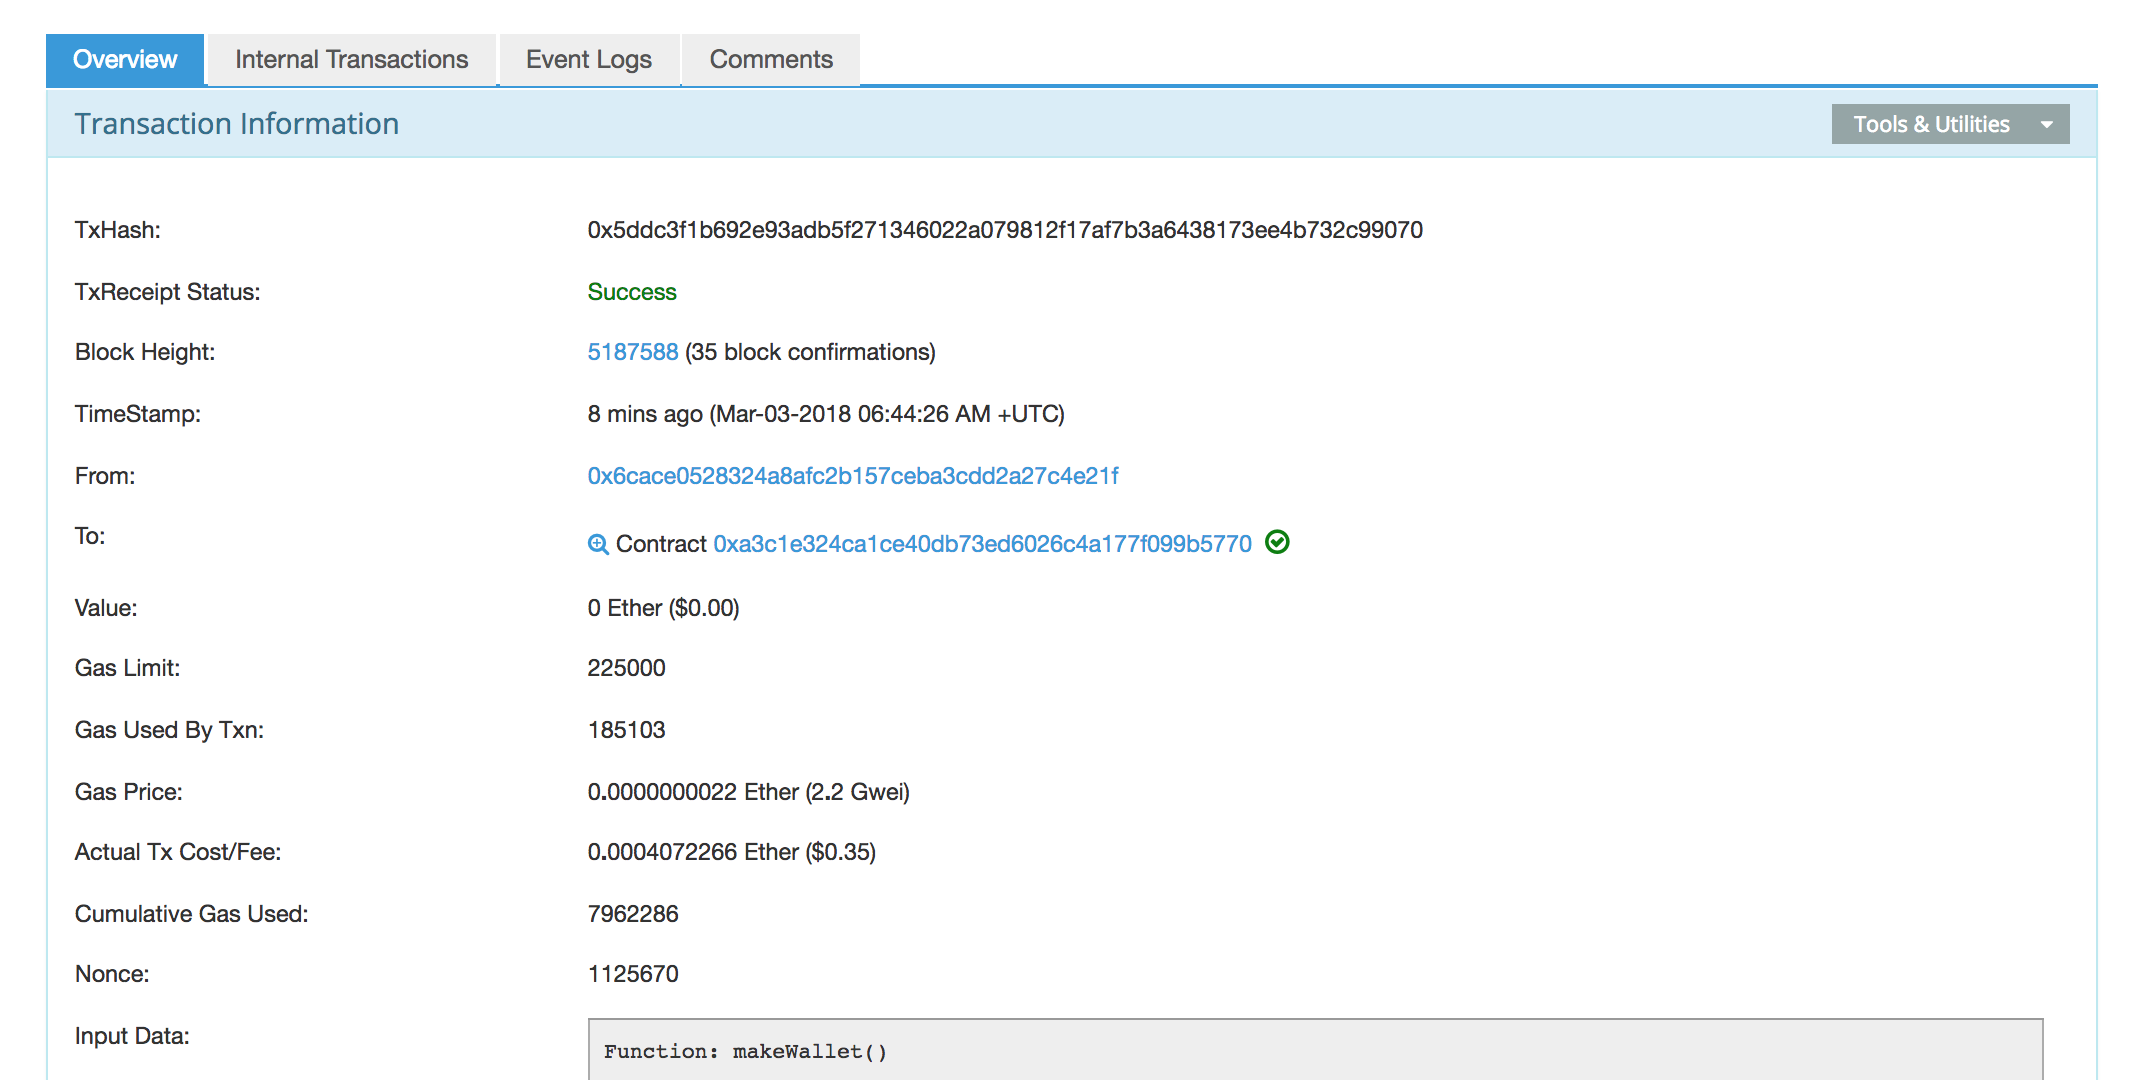 Overview Internal Transactions Event Logs Comments
Transaction Information Tools & Utilities
TxHash: 0x5ddc3f1b692e93adb5f271346022a079812f17af7b3a6438173ee4b732c99070
TxReceipt Status: Success
Block Height: 5187588 (35 block confirmations)
TimeStamp: 8 mins ago (Mar-03-2018 06:44:26 AM +UTC)
From: 0x6cace0528324a8afc2b157ceba3cdd2a27c4e21f
To: Contract 0xa3c1e324ca1ce40db73ed6026c4a177f099b5770
Value: 0 Ether ($0.00)
Gas Limit: 225000
Gas Used By Txn: 185103
Gas Price: 0.0000000022 Ether (2.2 Gwei)
Actual Tx Cost/Fee: 0.0004072266 Ether ($0.35)
Cumulative Gas Used: 7962286
Nonce: 1125670
Input Data: Function: makeWallet()